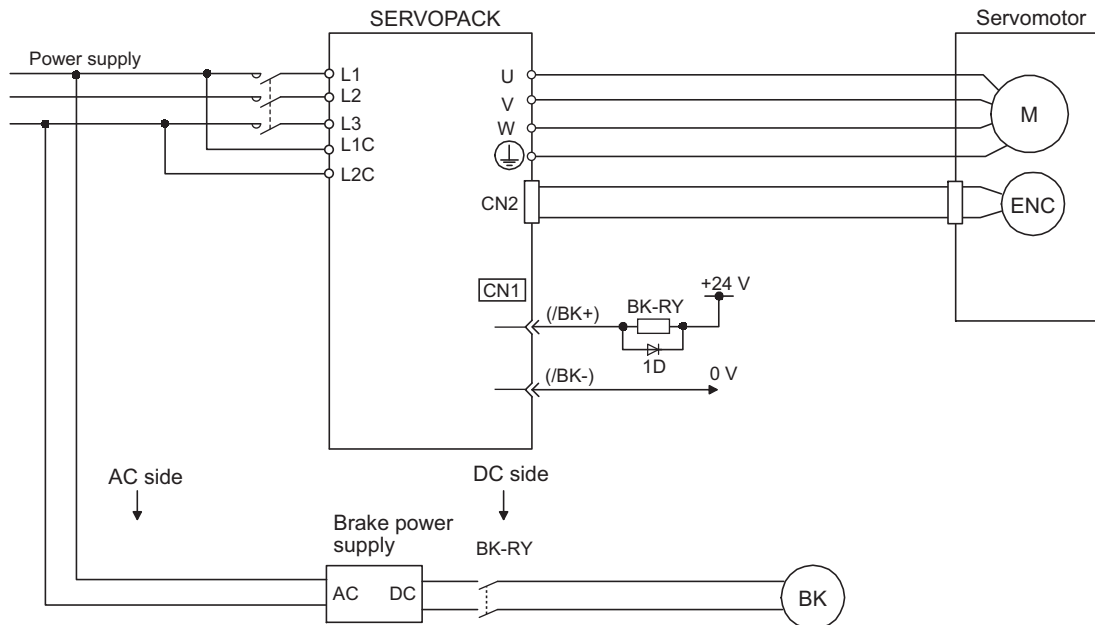 SERVOPACK
Servomotor
Power supply
L1
L2
L3
L1C
L2C
U
V
W
M
CN2
ENC
CN1
+24 V
(/BK+)
BK-RY
1D
(/BK-)
0 V
AC side
DC side
Brake power
supply
BK-RY
AC
DC
BK